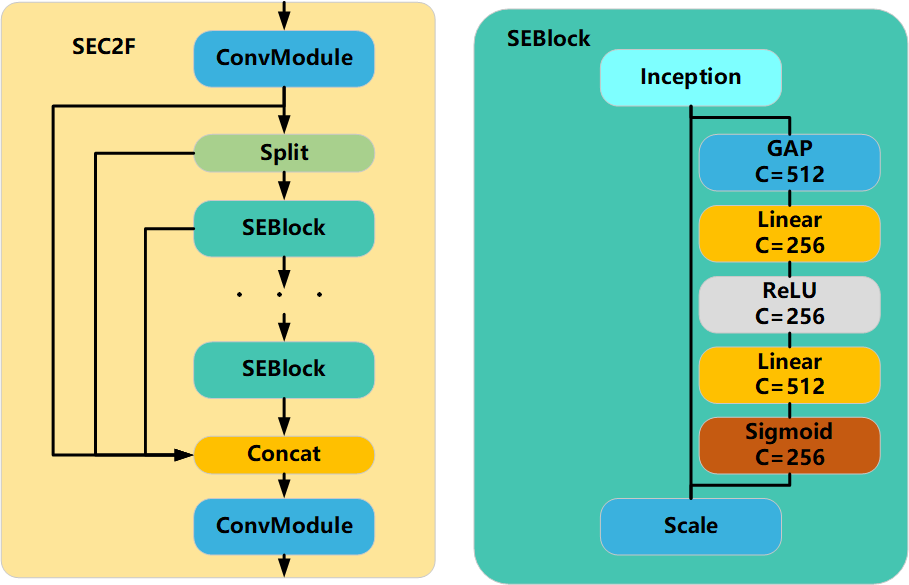 SEC2F
ConvModule
Split
SEBlock
. . .
SEBlock
Concat
ConvModule
SEBlock
Inception
GAP
C=512
Linear
C=256
ReLU
C=256
Linear
C=512
Sigmoid
C=256
Scale